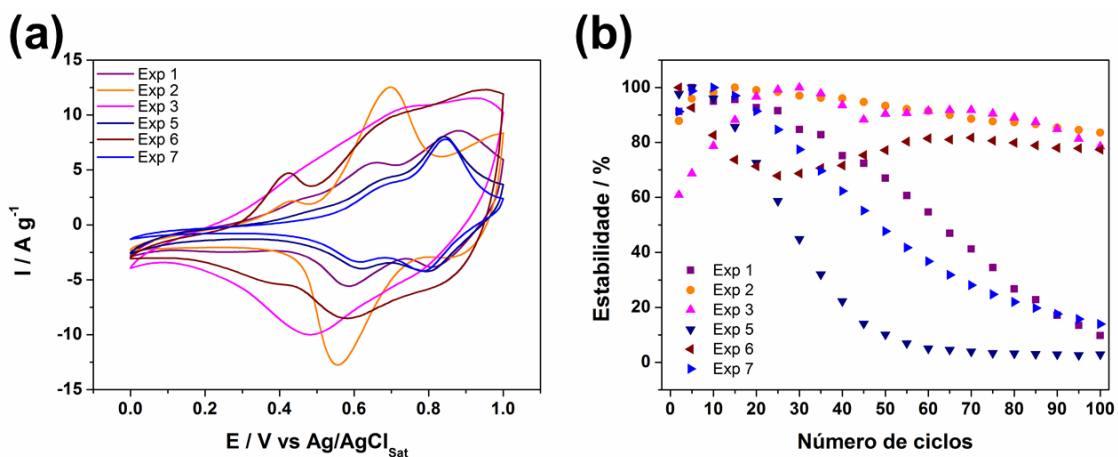 (a)
15
10
5
0
-5
-10
-15
I / A g⁻¹
Exp 1
Exp 2
Exp 3
Exp 5
Exp 6
Exp 7
0.0 0.2 0.4 0.6 0.8 1.0
E / V vs Ag/AgCl_Sat
(b)
100
80
60
40
20
0
Estabilidade / %
Exp 1
Exp 2
Exp 3
Exp 5
Exp 6
Exp 7
0 10 20 30 40 50 60 70 80 90 100
Número de ciclos